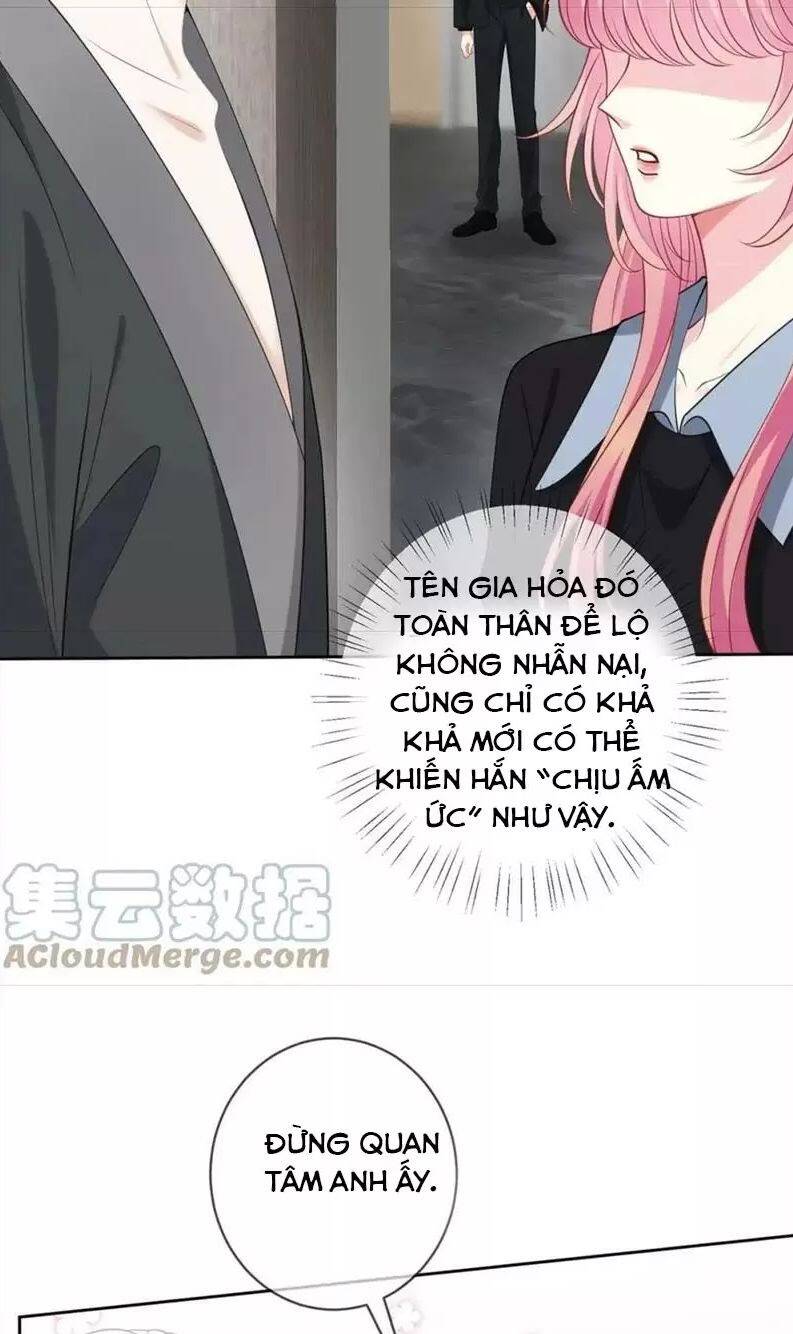 TÊN GIA HỎA ĐÓ
TOÀN THÂN ĐỂ LỘ
KHÔNG NHẪN NẠI,
CŨNG CHỈ CÓ KHẢ
KHẢ MỚI CÓ THỂ
KHIẾN HẮN “CHỊU ẤM
ỨC” NHƯ VẬY.
集云数据
ACloudMerge.com
ĐỪNG QUAN
TÂM ANH ẤY.